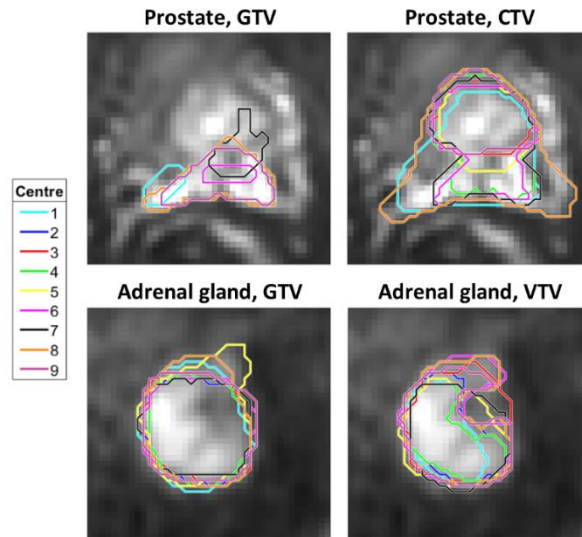 Prostate, GTV
Prostate, CTV
Centre
1
2
3
4
5
6
7
8
9
Adrenal gland, GTV
Adrenal gland, VTV